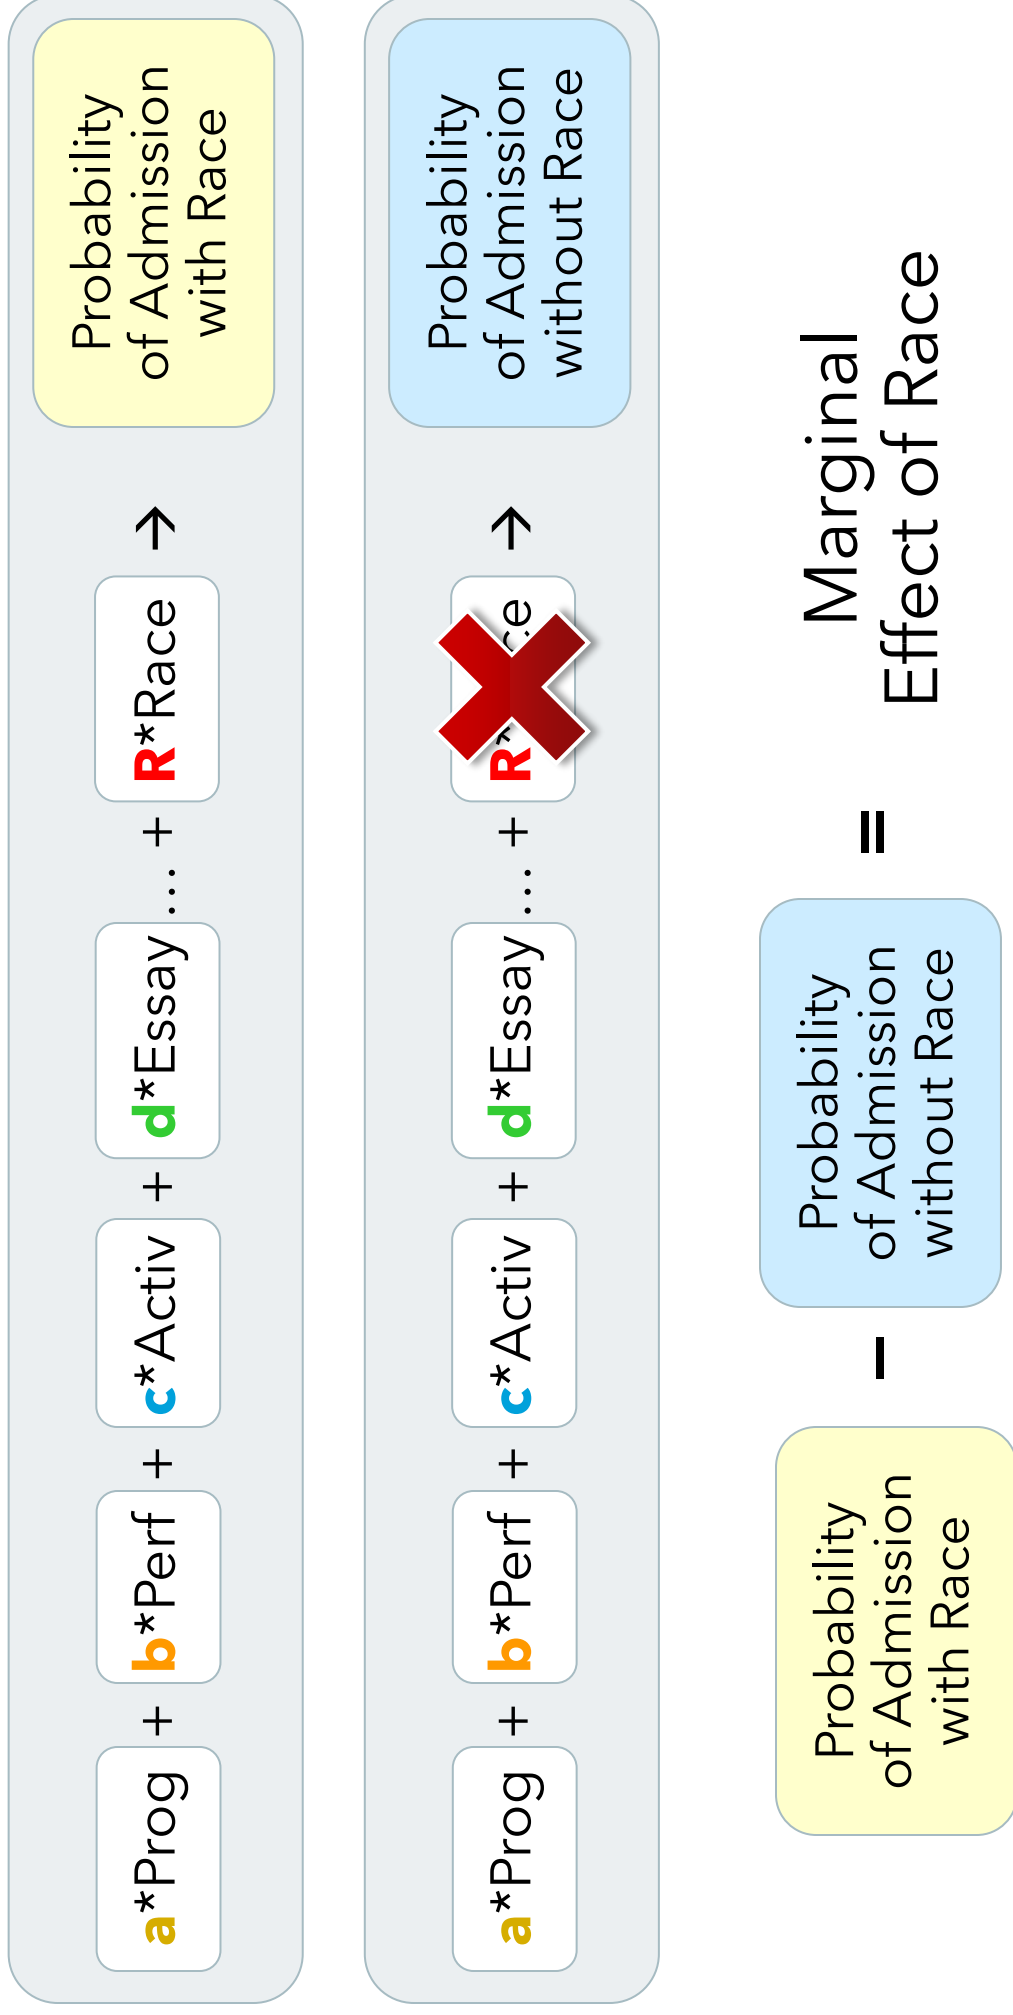 a*Prog + b*Perf + c*Activ + d*Essay ... + R*Race →
Probability
of Admission
with Race
a*Prog + b*Perf + c*Activ + d*Essay ... + R*ce →
Probability
of Admission
without Race
Probability
of Admission
with Race
–
Probability
of Admission
without Race
=
Marginal
Effect of Race